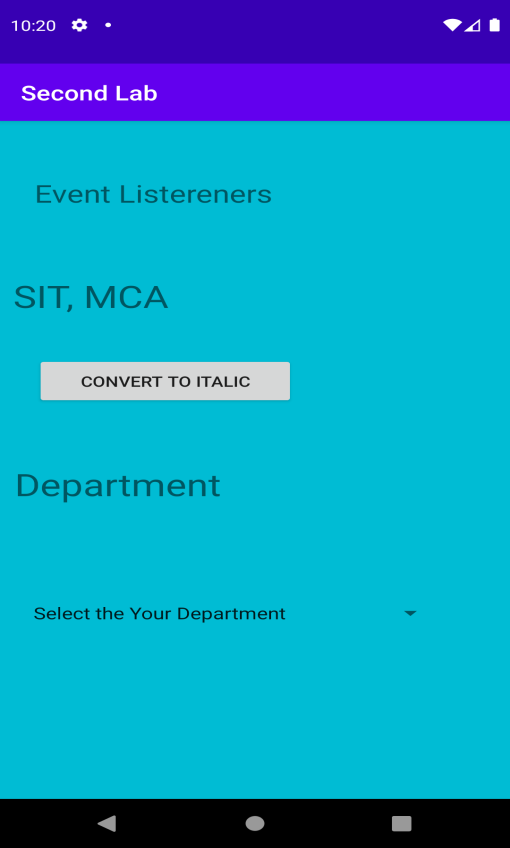 10:20
Second Lab
Event Listereners
SIT, MCA
CONVERT TO ITALIC
Department
Select the Your Department